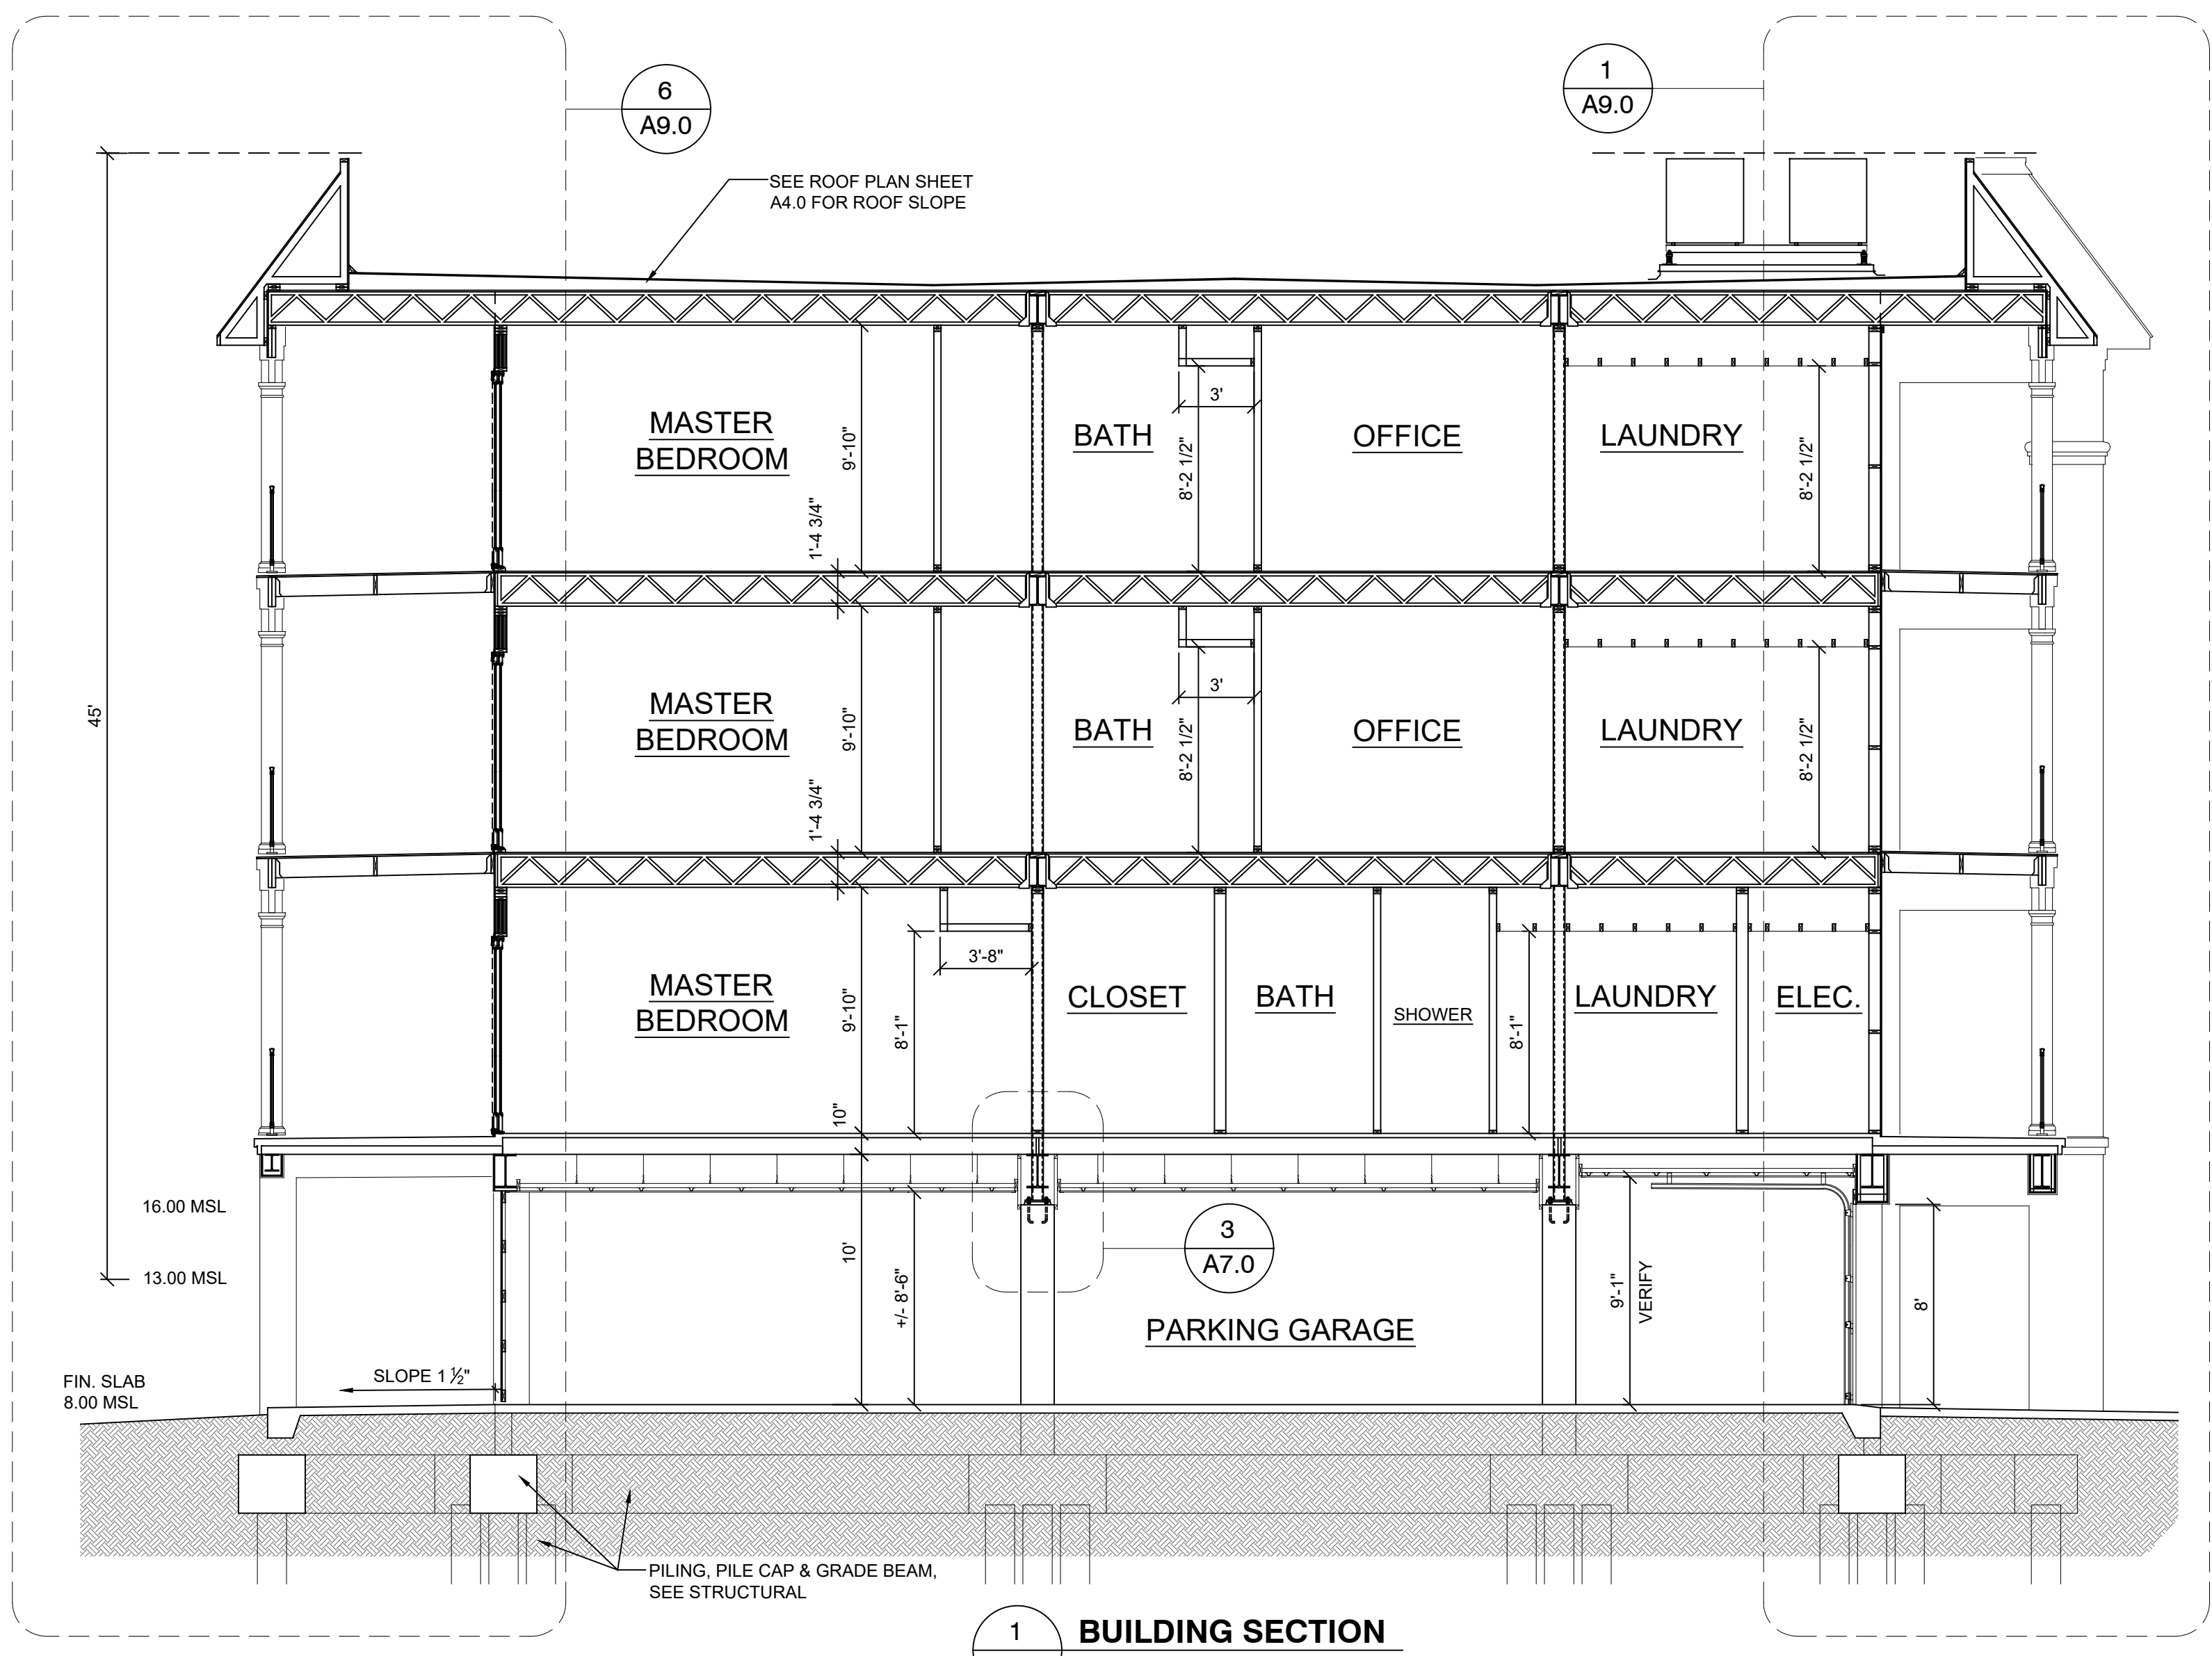 6
A9.0
1
A9.0
SEE ROOF PLAN SHEET
A4.0 FOR ROOF SLOPE
45'
MASTER
BEDROOM
9'-10"
1'-4 3/4"
BATH
3'
8'-2 1/2"
OFFICE
LAUNDRY
8'-2 1/2"
MASTER
BEDROOM
9'-10"
1'-4 3/4"
BATH
3'
8'-2 1/2"
OFFICE
LAUNDRY
8'-2 1/2"
MASTER
BEDROOM
9'-10"
10"
8'-1"
3'-8"
CLOSET
BATH
SHOWER
8'-1"
LAUNDRY
ELEC.
16.00 MSL
13.00 MSL
FIN. SLAB
8.00 MSL
SLOPE 1 ½"
10'
+/- 8'-6"
3
A7.0
PARKING GARAGE
9'-1"
VERIFY
8'
PILING, PILE CAP & GRADE BEAM,
SEE STRUCTURAL
1
BUILDING SECTION